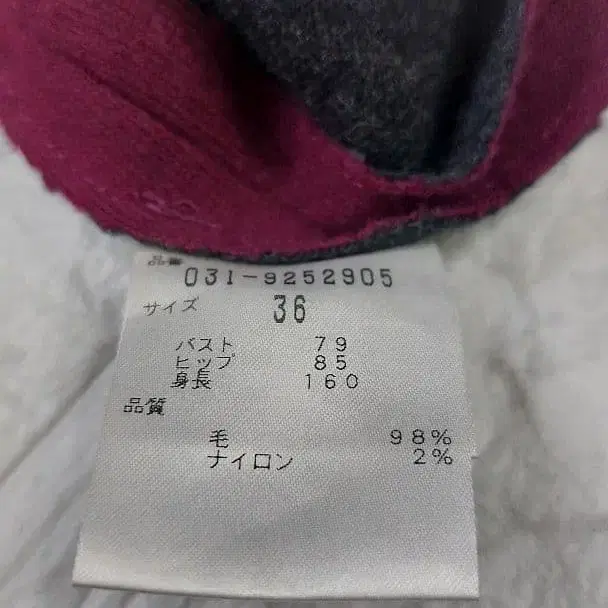 品番
031-9252905
サイズ 36
バスト 79
ヒップ 85
身長 160
品質
毛 98%
ナイロン 2%